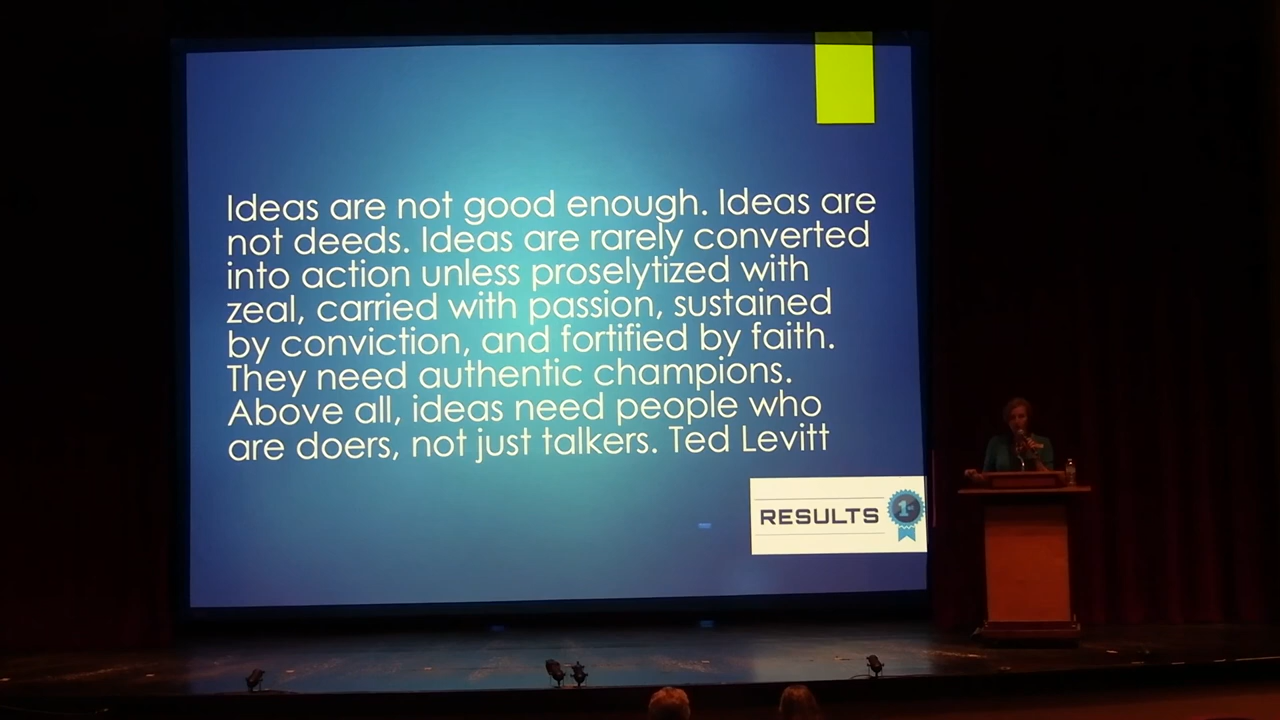 Ideas are not good enough. Ideas are
not deeds. Ideas are rarely converted
into action unless proselytized with
zeal, carried with passion, sustained
by conviction, and fortified by faith.
They need authentic champions.
Above all, ideas need people who
are doers, not just talkers. Ted Levitt
RESULTS